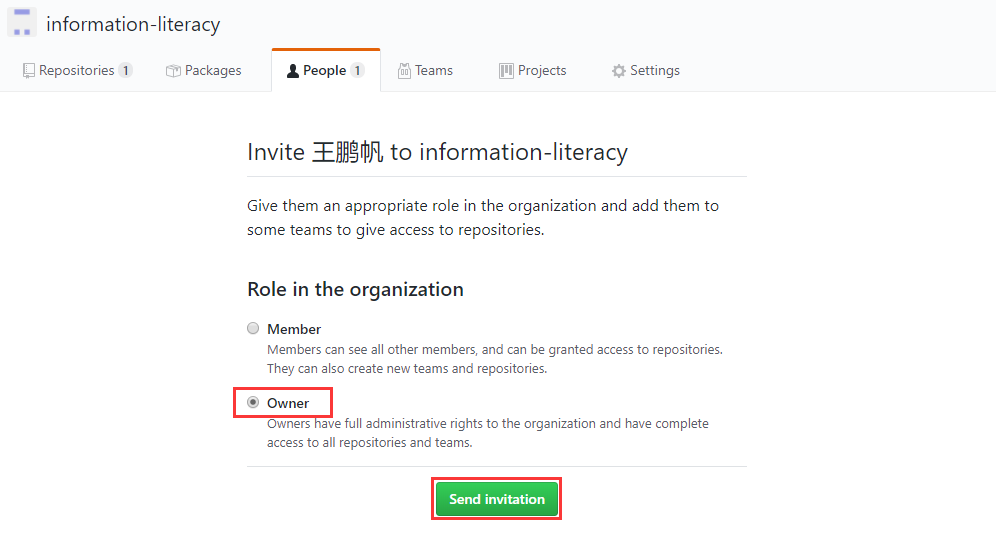 information-literacy
Repositories 1 Packages People 1 Teams Projects Settings
Invite 王鹏帆 to information-literacy
Give them an appropriate role in the organization and add them to
some teams to give access to repositories.
Role in the organization
Member
Members can see all other members, and can be granted access to repositories.
They can also create new teams and repositories.
Owner
Owners have full administrative rights to the organization and have complete
access to all repositories and teams.
Send invitation